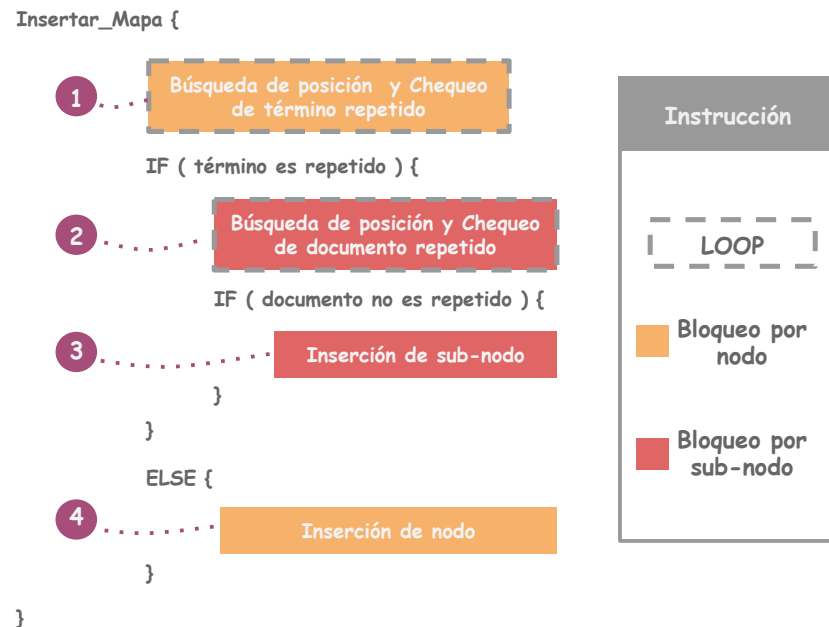 Insertar_Mapa {
1
Búsqueda de posición y Chequeo
de término repetido
IF ( término es repetido ) {
2
Búsqueda de posición y Chequeo
de documento repetido
IF ( documento no es repetido ) {
3
Inserción de sub-nodo
}
}
ELSE {
4
Inserción de nodo
}
}
Instrucción
LOOP
Bloqueo por
nodo
Bloqueo por
sub-nodo